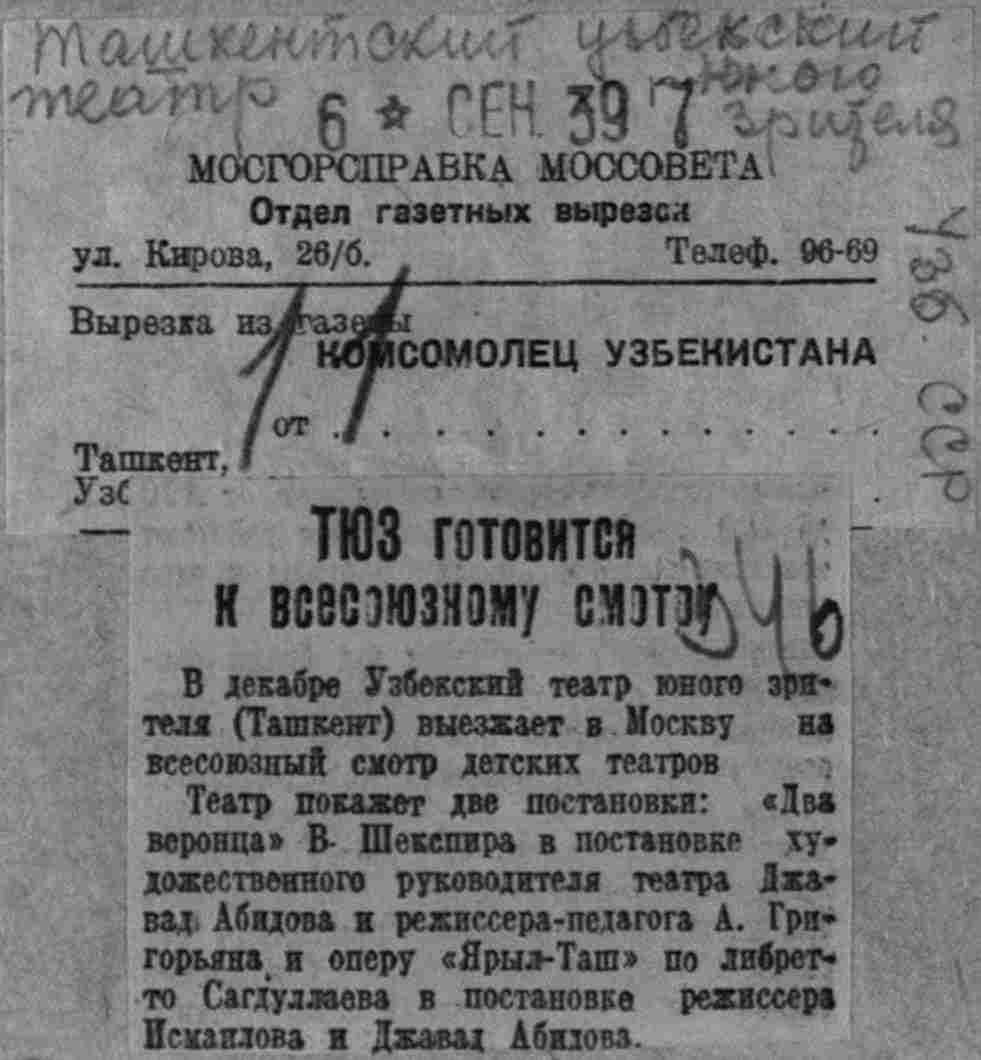 Ташкентский узбекский
театр юного
зрителя
6 ★ СЕН. 39 7
МОСГОРСПРАВКА МОССОВЕТА
Отдел газетных вырезок
ул. Кирова, 26/б. Телеф. 96-69
Узб. ССР
Вырезка из газеты
КОМСОМОЛЕЦ УЗБЕКИСТАНА
от . . . . . . . . . . . .
Ташкент,
Узб
ТЮЗ ГОТОВИТСЯ
К ВСЕСОЮЗНОМУ СМОТРУ
В декабре Узбекский театр юного зри-
теля (Ташкент) выезжает в Москву на
всесоюзный смотр детских театров
Театр покажет две постановки: «Два
веронца» В. Шекспира в постановке ху-
дожественного руководителя театра Джа-
вад Абидова и режиссера-педагога А. Гри-
горьяна и оперу «Ярыл-Таш» по либрет-
то Сагдуллаева в постановке режиссера
Исмаилова и Джавад Абидова.